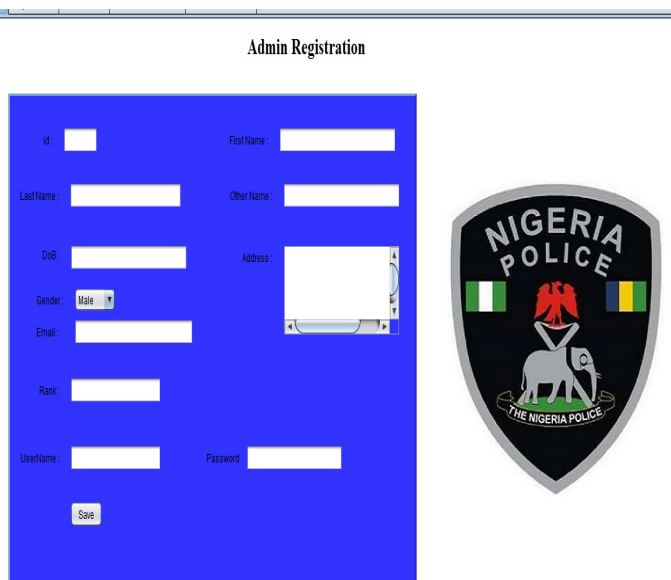 Admin Registration
id : First Name :
Last Name : Other Name :
DoB : Address :
Gender : Male
Email :
Rank :
UserName : Password
Save
NIGERIA
POLICE
THE NIGERIA POLICE